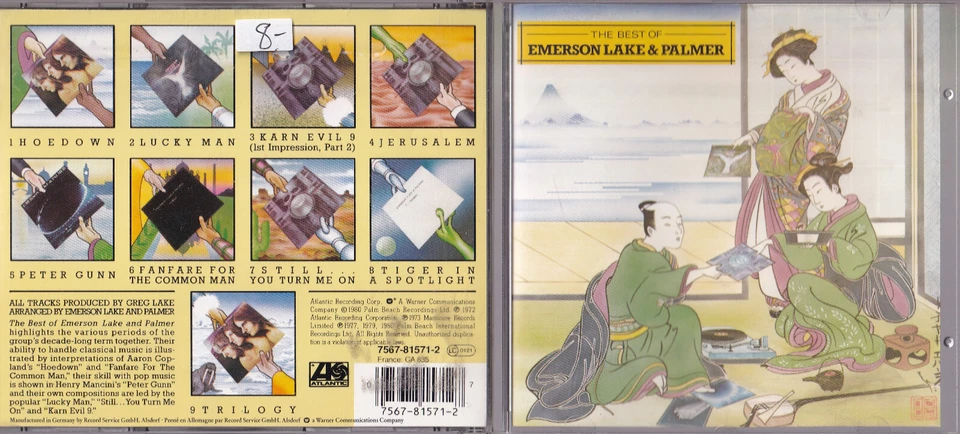 8-
1 HOEDOWN
2 LUCKY MAN
3 KARN EVIL 9
(1st Impression, Part 2)
4 JERUSALEM
5 PETER GUNN
6 FANFARE FOR
THE COMMON MAN
7 STILL . . .
YOU TURN ME ON
8 TIGER IN
A SPOTLIGHT
ALL TRACKS PRODUCED BY GREG LAKE
ARRANGED BY EMERSON LAKE AND PALMER
The Best of Emerson Lake and Palmer
highlights the various periods of the
group's decade-long term together. Their
ability to handle classical music is illus-
trated by interpretations of Aaron Cop-
land's "Hoedown" and "Fanfare For The
Common Man," their skill with pop music
is shown in Henry Mancini's "Peter Gunn"
and their own compositions are led by the
popular "Lucky Man," "Still...You Turn Me
On" and "Karn Evil 9."
9 TRILOGY
Atlantic Recording Corp. A Warner Communications
Company ©1980 Palm Beach Recordings Ltd. ℗1972
Atlantic Recording Corporation, ℗1973 Manticore Records
Limited ℗1977, 1979, 1980 Palm Beach International
Recordings Ltd. All Rights Reserved. Unauthorized duplica-
tion is a violation of applicable laws.
7567-81571-2
LC 0121
France: CA 835
ATLANTIC
7
7567-81571-2
Manufactured in Germany by Record Service GmbH, Alsdorf · Pressé en Allemagne par Record Service GmbH, Alsdorf a Warner Communications Company
THE BEST OF
EMERSON LAKE & PALMER